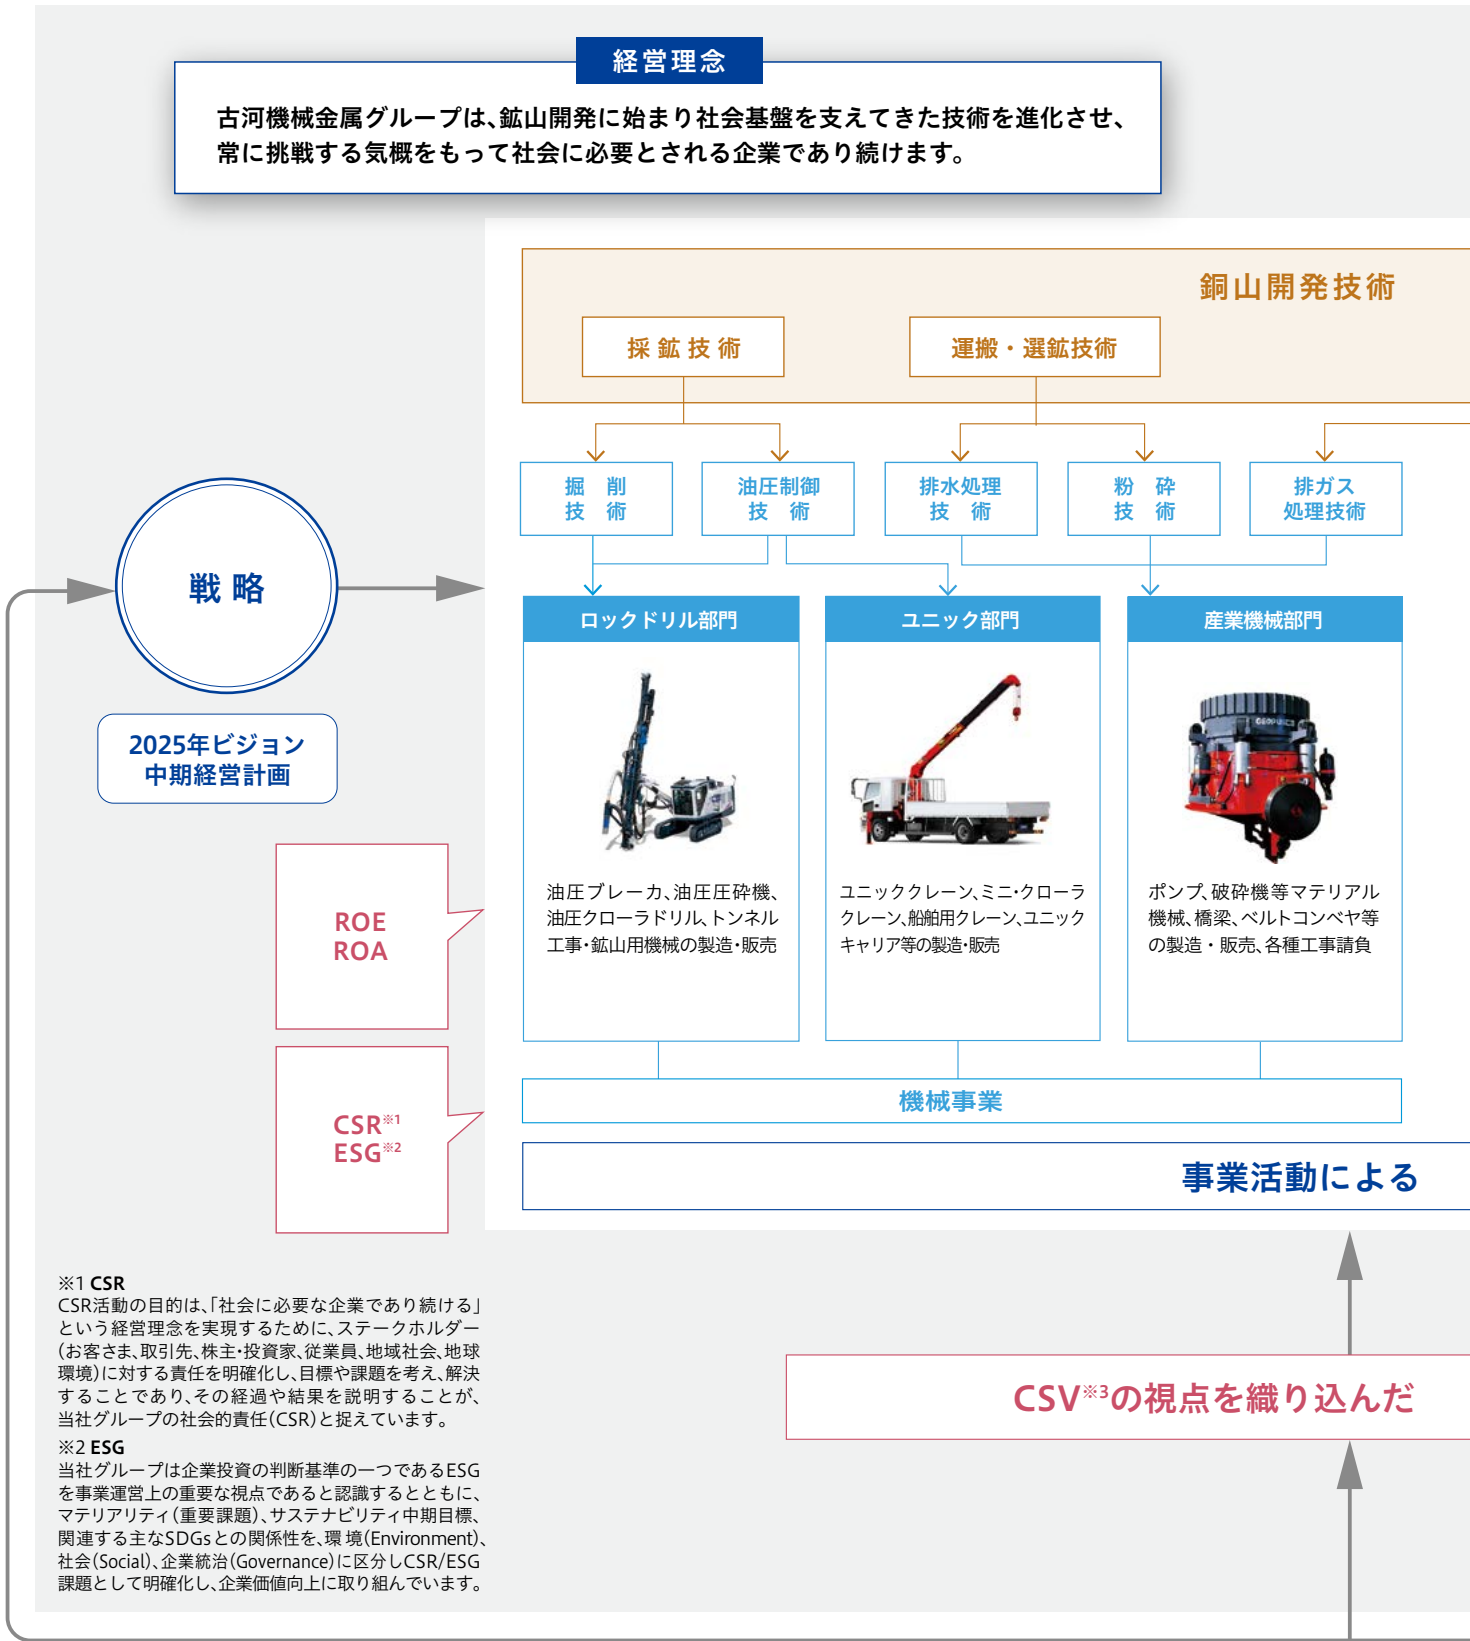 経営理念
古河機械金属グループは、鉱山開発に始まり社会基盤を支えてきた技術を進化させ、
常に挑戦する気概をもって社会に必要とされる企業であり続けます。
銅山開発技術
採鉱技術
運搬・選鉱技術
掘削
技術
油圧制御
技術
排水処理
技術
粉砕
技術
排ガス
処理技術
戦略
2025年ビジョン
中期経営計画
ロックドリル部門
油圧ブレーカ、油圧圧砕機、
油圧クローラドリル、トンネル
工事・鉱山用機械の製造・販売
ユニック部門
ユニッククレーン、ミニ・クローラ
クレーン、船舶用クレーン、ユニック
キャリア等の製造・販売
産業機械部門
ポンプ、破砕機等マテリアル
機械、橋梁、ベルトコンベヤ等
の製造・販売、各種工事請負
ROE
ROA
CSR※1
ESG※2
機械事業
事業活動による
CSV※3の視点を織り込んだ
※1 CSR
CSR活動の目的は、「社会に必要な企業であり続ける」
という経営理念を実現するために、ステークホルダー
(お客さま、取引先、株主・投資家、従業員、地域社会、地球
環境)に対する責任を明確化し、目標や課題を考え、解決
することであり、その経過や結果を説明することが、
当社グループの社会的責任(CSR)と捉えています。
※2 ESG
当社グループは企業投資の判断基準の一つであるESG
を事業運営上の重要な視点であると認識するとともに、
マテリアリティ(重要課題)、サステナビリティ中期目標、
関連する主なSDGsとの関係性を、環境(Environment)、
社会(Social)、企業統治(Governance)に区分しCSR/ESG
課題として明確化し、企業価値向上に取り組んでいます。